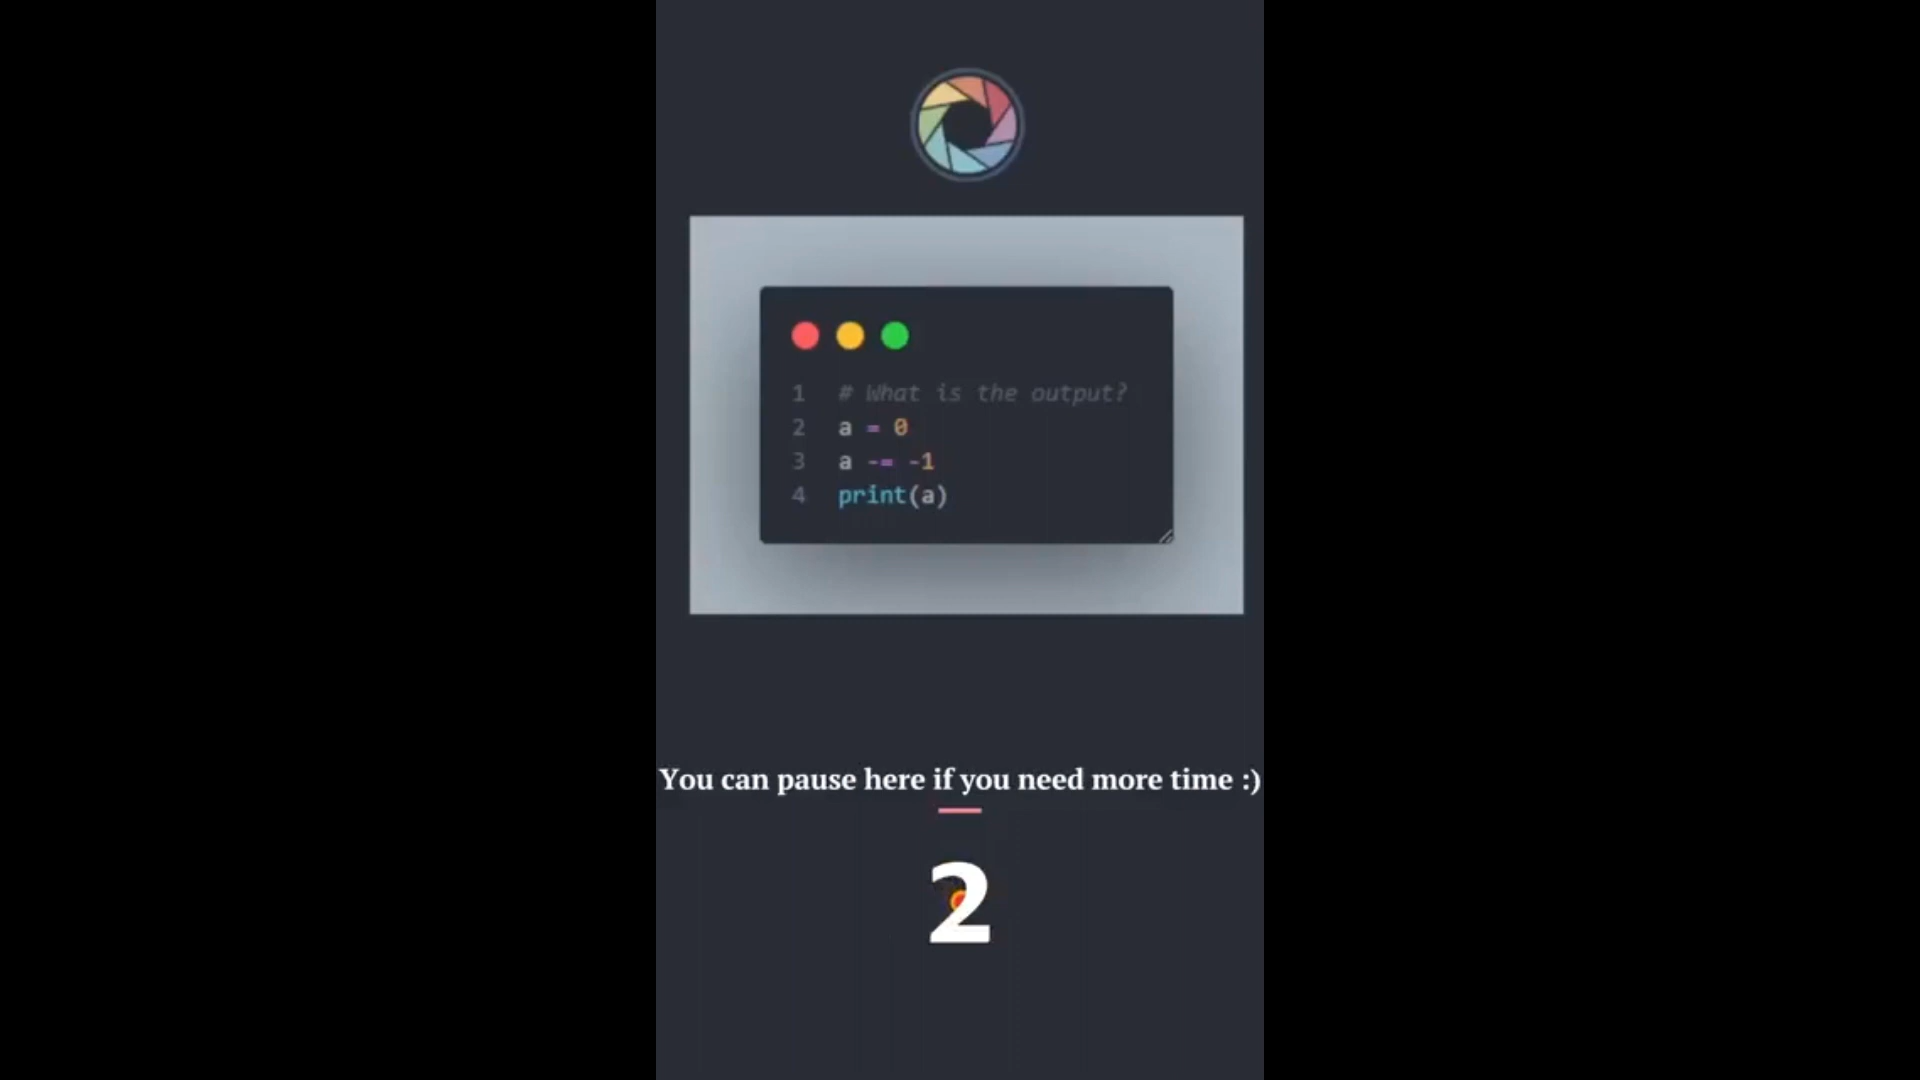 1 # What is the output?
2 a = 0
3 a -= -1
4 print(a)
You can pause here if you need more time :)
2